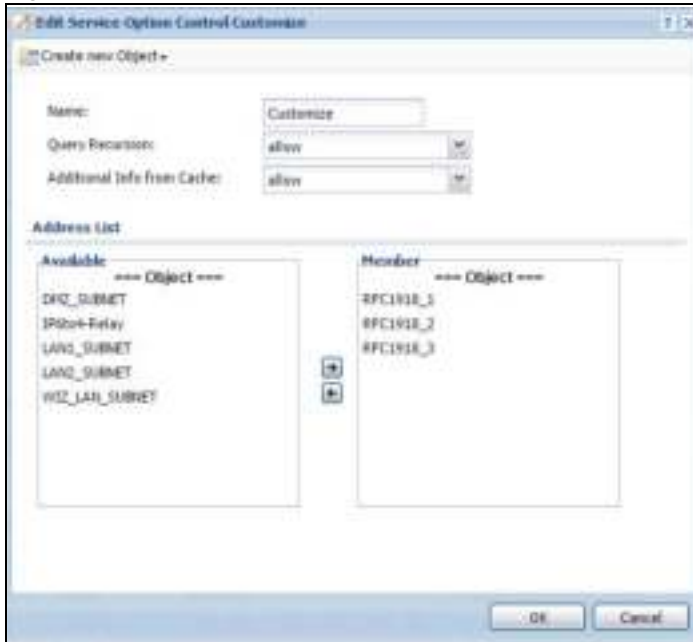 Edit Service Option Control Customize
Create new Object
Name: Customize
Query Recursion: allow
Additional Info from Cache: allow
Address List
Available
=== Object ===
DMZ_SUBNET
IP6to4-Relay
LAN1_SUBNET
LAN2_SUBNET
WIZ_LAN_SUBNET
Member
=== Object ===
RFC1918_1
RFC1918_2
RFC1918_3
OK Cancel